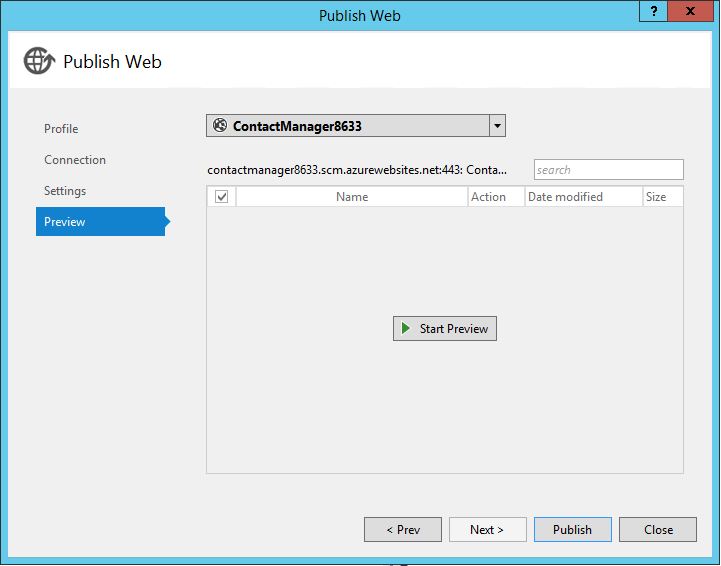 Publish Web
?
x
Publish Web
Profile
Connection
Settings
Preview
ContactManager8633
contactmanager8633.scm.azurewebsites.net:443: Conta...
search
Name Action Date modified Size
Start Preview
< Prev Next > Publish Close